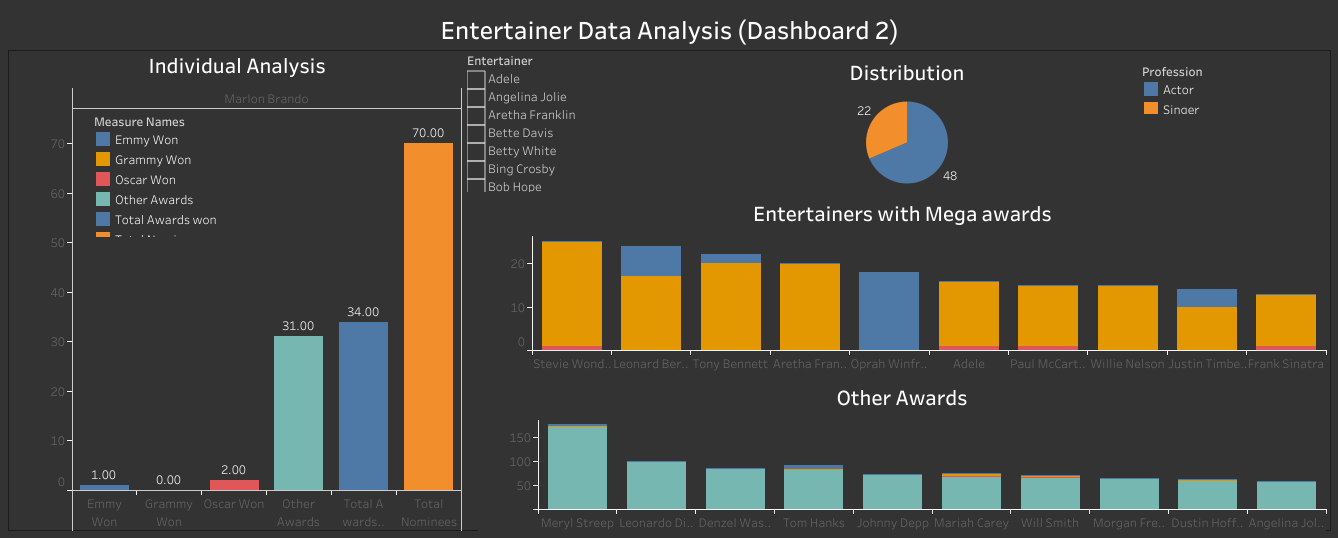 Entertainer Data Analysis (Dashboard 2)
Individual Analysis
Marlon Brando
Measure Names
Emmy Won
Grammy Won
Oscar Won
Other Awards
Total Awards won
70
60
50
40
30
20
10
0
1.00
0.00
2.00
31.00
34.00
70.00
Emmy
Won
Grammy
Won
Oscar Won
Other
Awards
Total A
wards..
Total
Nominees
Entertainer
Adele
Angelina Jolie
Aretha Franklin
Bette Davis
Betty White
Bing Crosby
Bob Hope
Distribution
22
48
Profession
Actor
Singer
Entertainers with Mega awards
20
10
0
Stevie Wond..
Leonard Ber..
Tony Bennett
Aretha Fran..
Oprah Winfr..
Adele
Paul McCart..
Willie Nelson
Justin Timbe..
Frank Sinatra
Other Awards
150
100
50
Meryl Streep
Leonardo Di..
Denzel Was..
Tom Hanks
Johnny Depp
Mariah Carey
Will Smith
Morgan Fre..
Dustin Hoff..
Angelina Jol..